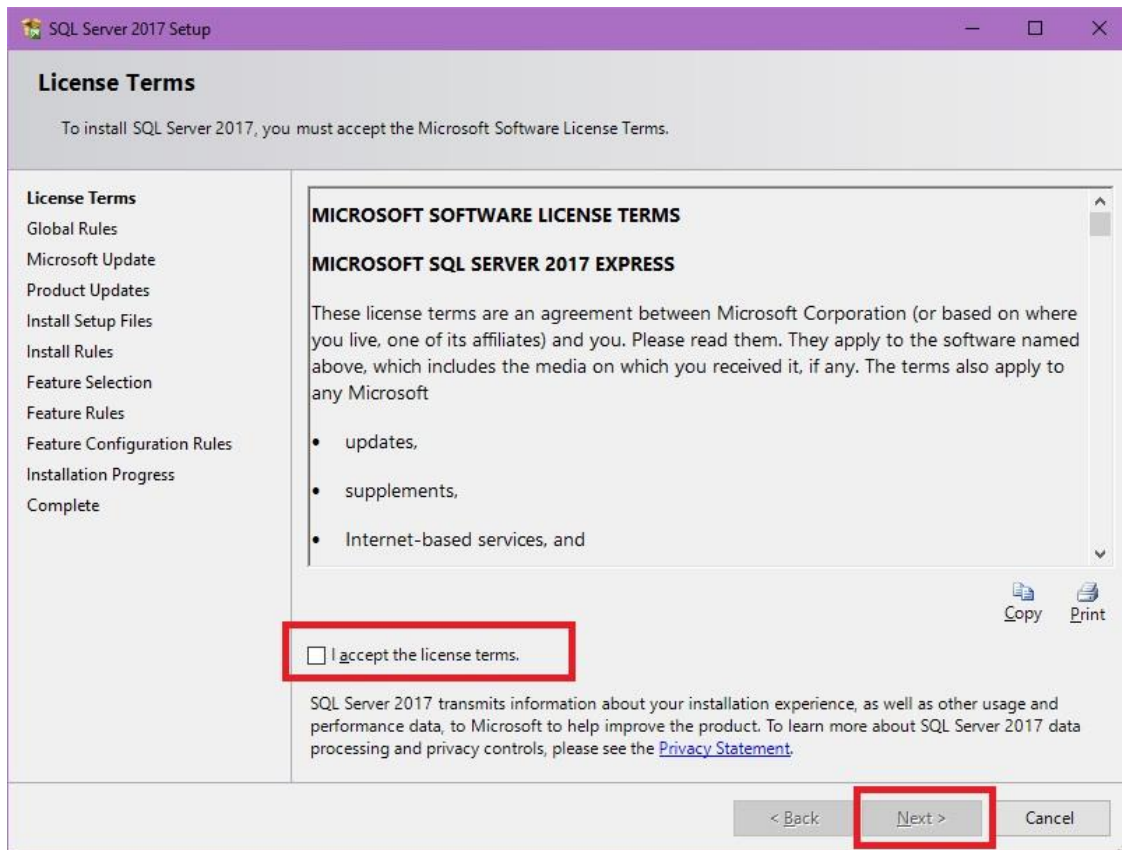 SQL Server 2017 Setup
License Terms
To install SQL Server 2017, you must accept the Microsoft Software License Terms.
License Terms
Global Rules
Microsoft Update
Product Updates
Install Setup Files
Install Rules
Feature Selection
Feature Rules
Feature Configuration Rules
Installation Progress
Complete
MICROSOFT SOFTWARE LICENSE TERMS
MICROSOFT SQL SERVER 2017 EXPRESS
These license terms are an agreement between Microsoft Corporation (or based on where
you live, one of its affiliates) and you. Please read them. They apply to the software named
above, which includes the media on which you received it, if any. The terms also apply to
any Microsoft
• updates,
• supplements,
• Internet-based services, and
Copy Print
I accept the license terms.
SQL Server 2017 transmits information about your installation experience, as well as other usage and
performance data, to Microsoft to help improve the product. To learn more about SQL Server 2017 data
processing and privacy controls, please see the Privacy Statement.
< Back Next > Cancel